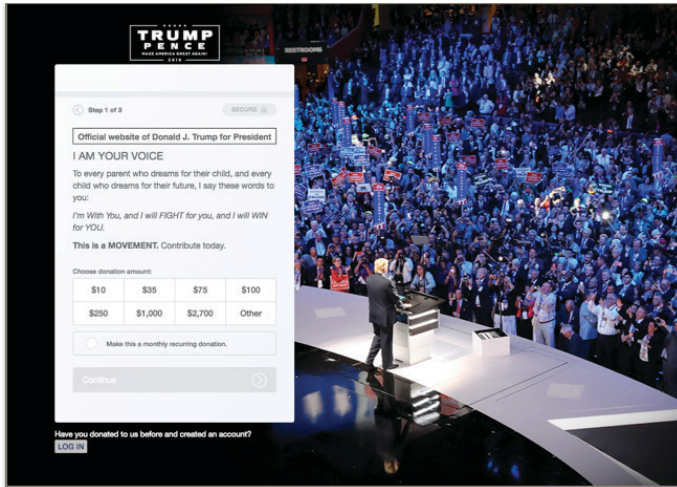 TRUMP
PENCE
MAKE AMERICA GREAT AGAIN!
2016
RESTROOMS
Step 1 of 3
SECURE
Official website of Donald J. Trump for President
I AM YOUR VOICE
To every parent who dreams for their child, and every
child who dreams for their future, I say these words to
you:
I'm With You, and I will FIGHT for you, and I will WIN
for YOU.
This is a MOVEMENT. Contribute today.
Choose donation amount:
$10 $35 $75 $100
$250 $1,000 $2,700 Other
Make this a monthly recurring donation.
Continue
Have you donated to us before and created an account?
LOG IN